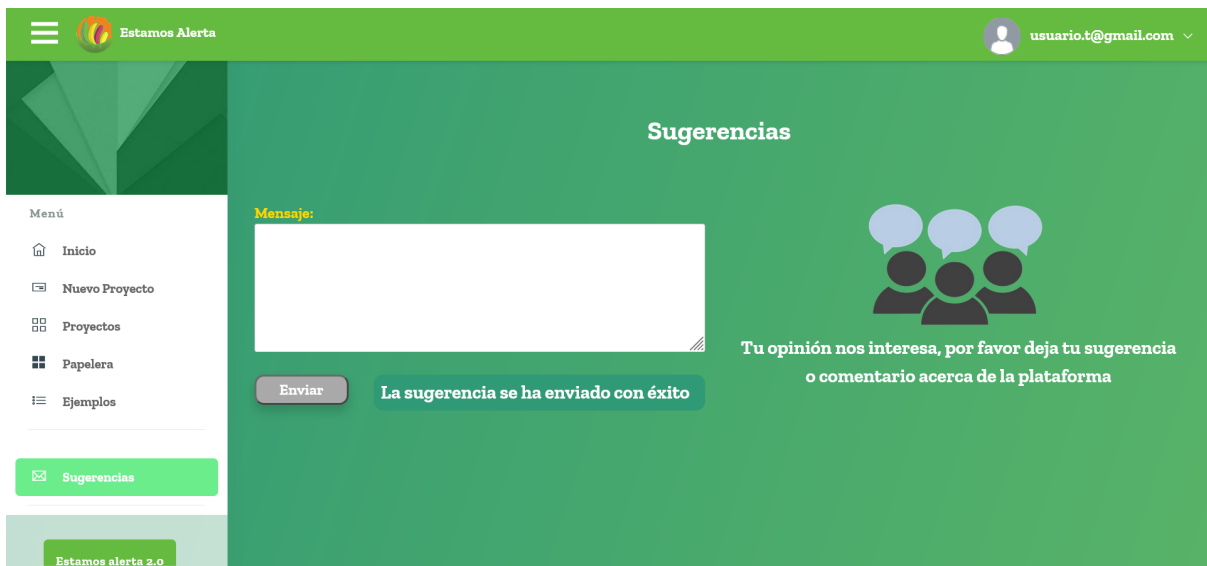 Estamos Alerta
usuario.t@gmail.com
Menú
Inicio
Nuevo Proyecto
Proyectos
Papelera
Ejemplos
Sugerencias
Estamos alerta 2.0
Sugerencias
Mensaje:
Enviar
La sugerencia se ha enviado con éxito
Tu opinión nos interesa, por favor deja tu sugerencia
o comentario acerca de la plataforma